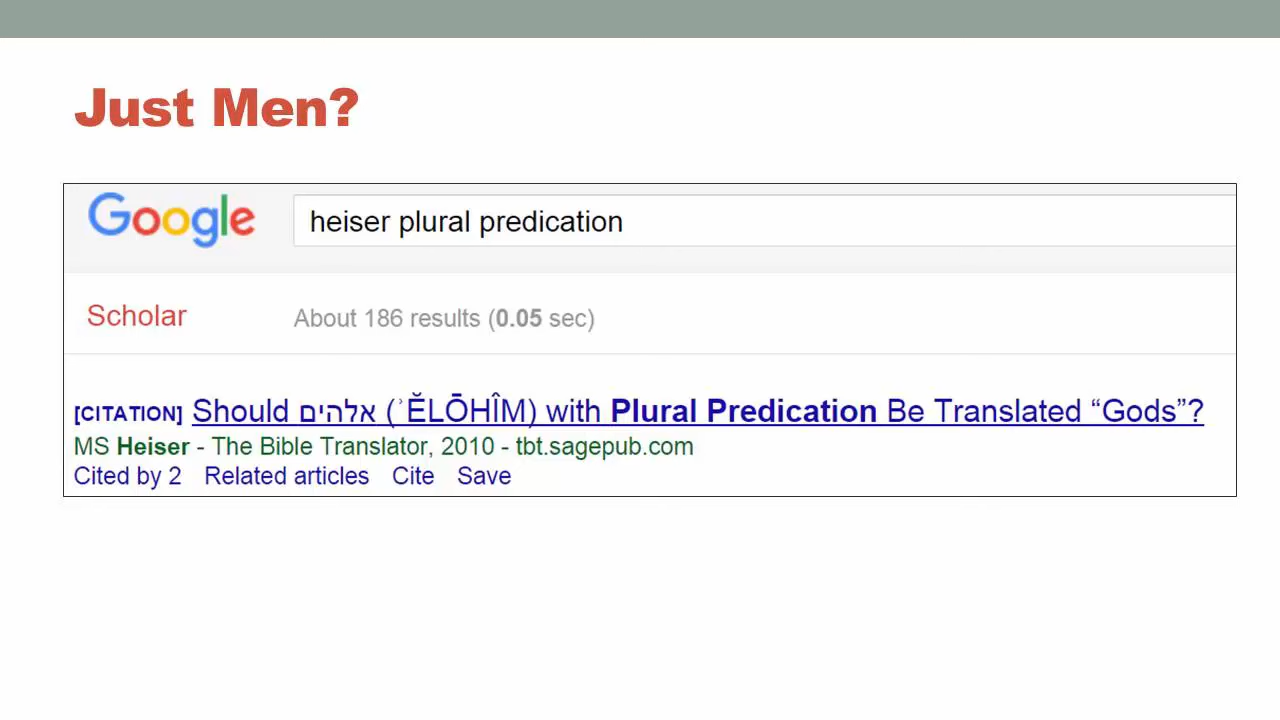 Just Men?
Google heiser plural predication
Scholar About 186 results (0.05 sec)
[CITATION] Should אלהים (ʾĔLŌHÎM) with Plural Predication Be Translated “Gods”?
MS Heiser - The Bible Translator, 2010 - tbt.sagepub.com
Cited by 2 Related articles Cite Save